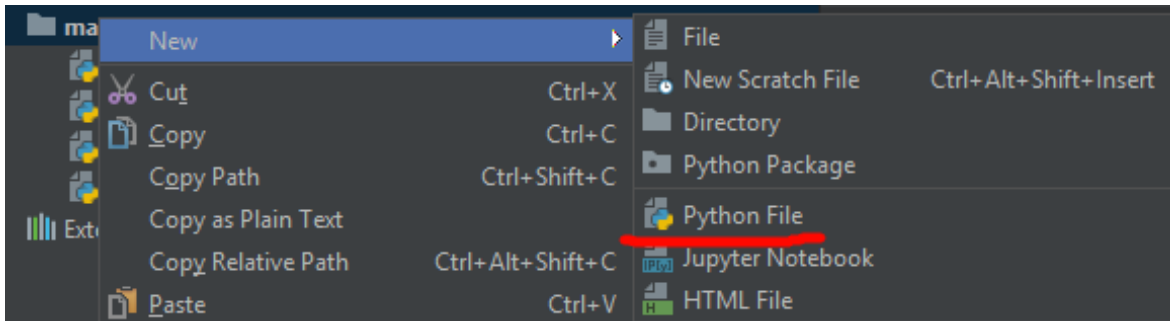 ma
New
Cut Ctrl+X
Copy Ctrl+C
Copy Path Ctrl+Shift+C
Exte
Copy as Plain Text
Copy Relative Path Ctrl+Alt+Shift+C
Paste Ctrl+V
File
New Scratch File Ctrl+Alt+Shift+Insert
Directory
Python Package
Python File
IP[y]
Jupyter Notebook
H
HTML File